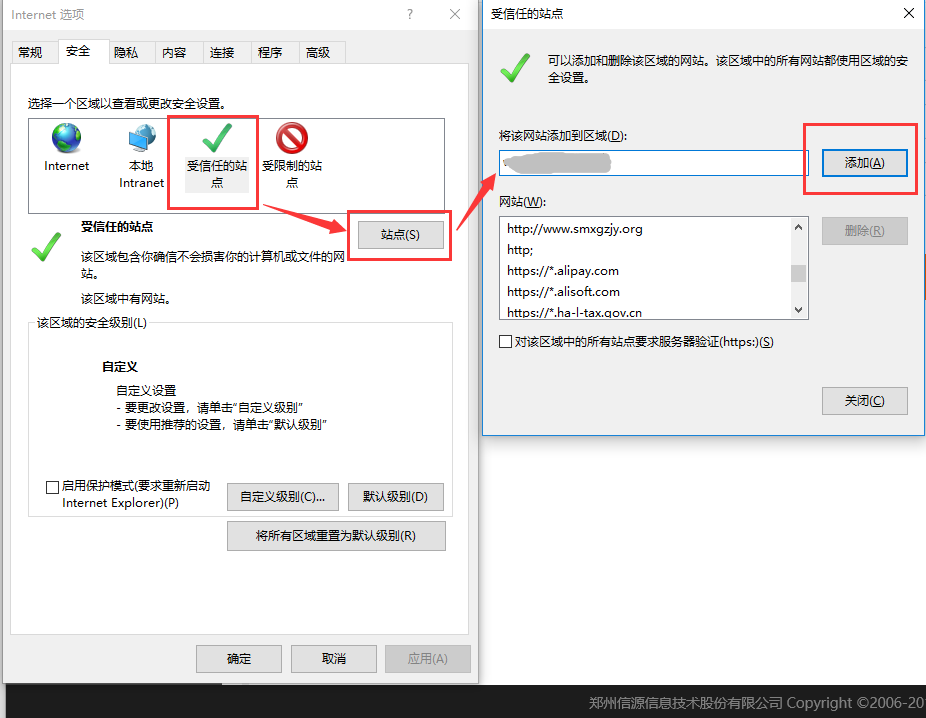 Internet 选项
?
常规
安全
隐私
内容
连接
程序
高级
选择一个区域以查看或更改安全设置。
Internet
本地
Intranet
受信任的站
点
受限制的站
点
受信任的站点
站点(S)
该区域包含你确信不会损害你的计算机或文件的网
站。
该区域中有网站。
该区域的安全级别(L)
自定义
自定义设置
- 要更改设置，请单击“自定义级别”
- 要使用推荐的设置，请单击“默认级别”
启用保护模式(要求重新启动
Internet Explorer)(P)
自定义级别(C)...
默认级别(D)
将所有区域重置为默认级别(R)
确定
取消
应用(A)
受信任的站点
可以添加和删除该区域的网站。该区域中的所有网站都使用区域的安
全设置。
将该网站添加到区域(D):
添加(A)
网站(W):
http://www.smxgzjy.org
http;
https://*.alipay.com
https://*.alisoft.com
https://*.ha-l-tax.gov.cn
删除(R)
对该区域中的所有站点要求服务器验证(https:)(S)
关闭(C)
郑州信源信息技术股份有限公司 Copyright ©2006-20